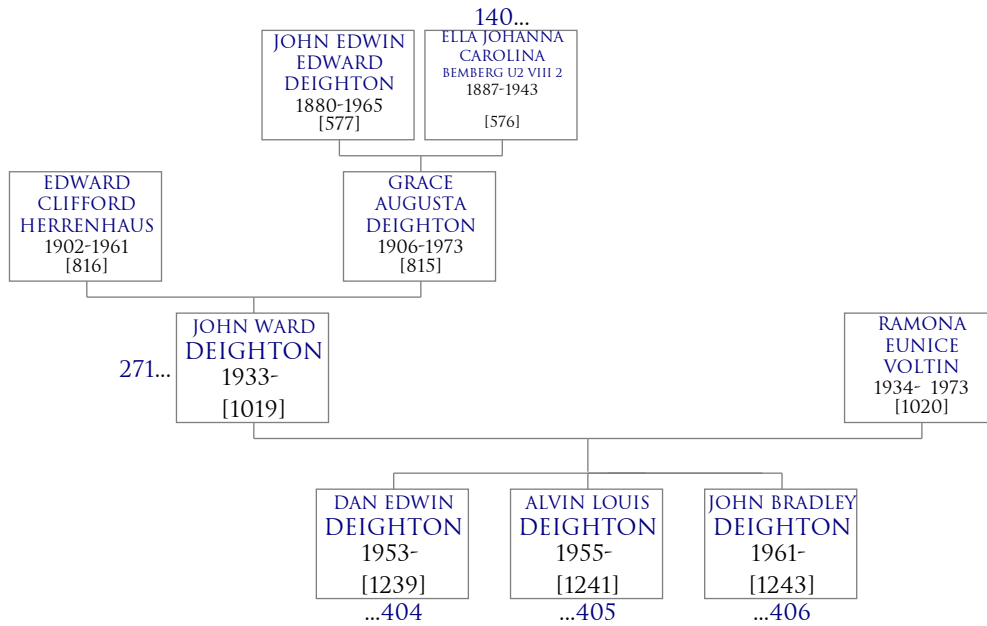 140...
JOHN EDWIN
EDWARD
DEIGHTON
1880-1965
[577]
ELLA JOHANNA
CAROLINA
BEMBERG U2 VIII 2
1887-1943
[576]
EDWARD
CLIFFORD
HERRENHAUS
1902-1961
[816]
GRACE
AUGUSTA
DEIGHTON
1906-1973
[815]
271...
JOHN WARD
DEIGHTON
1933-
[1019]
RAMONA
EUNICE
VOLTIN
1934- 1973
[1020]
DAN EDWIN
DEIGHTON
1953-
[1239]
...404
ALVIN LOUIS
DEIGHTON
1955-
[1241]
...405
JOHN BRADLEY
DEIGHTON
1961-
[1243]
...406